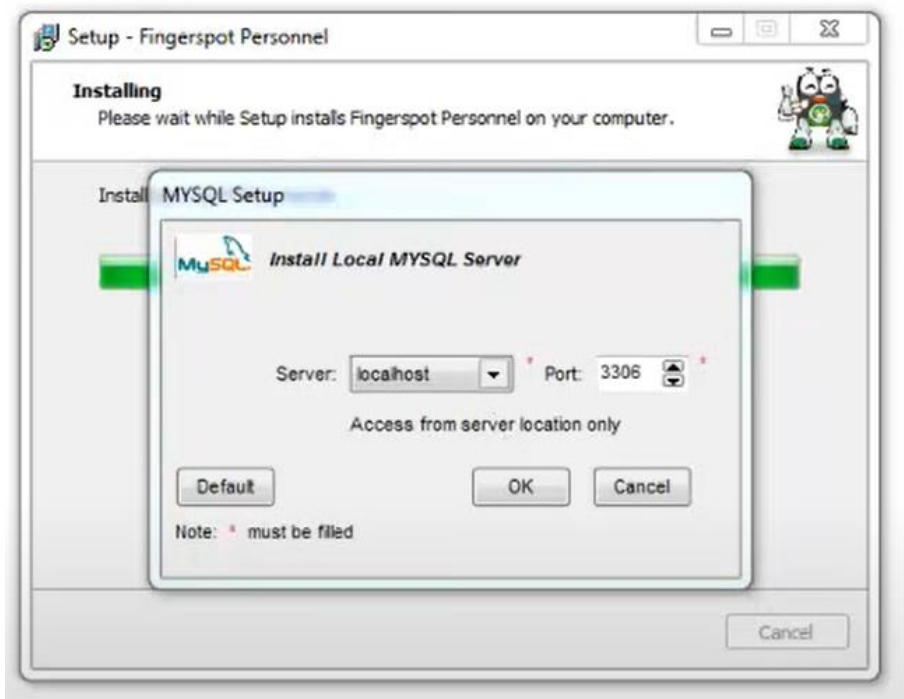 Setup - Fingerspot Personnel
Installing
Please wait while Setup installs Fingerspot Personnel on your computer.
Install
MYSQL Setup
MySQL
Install Local MYSQL Server
Server: localhost * Port: 3306 *
Access from server location only
Default OK Cancel
Note: * must be filled
Cancel